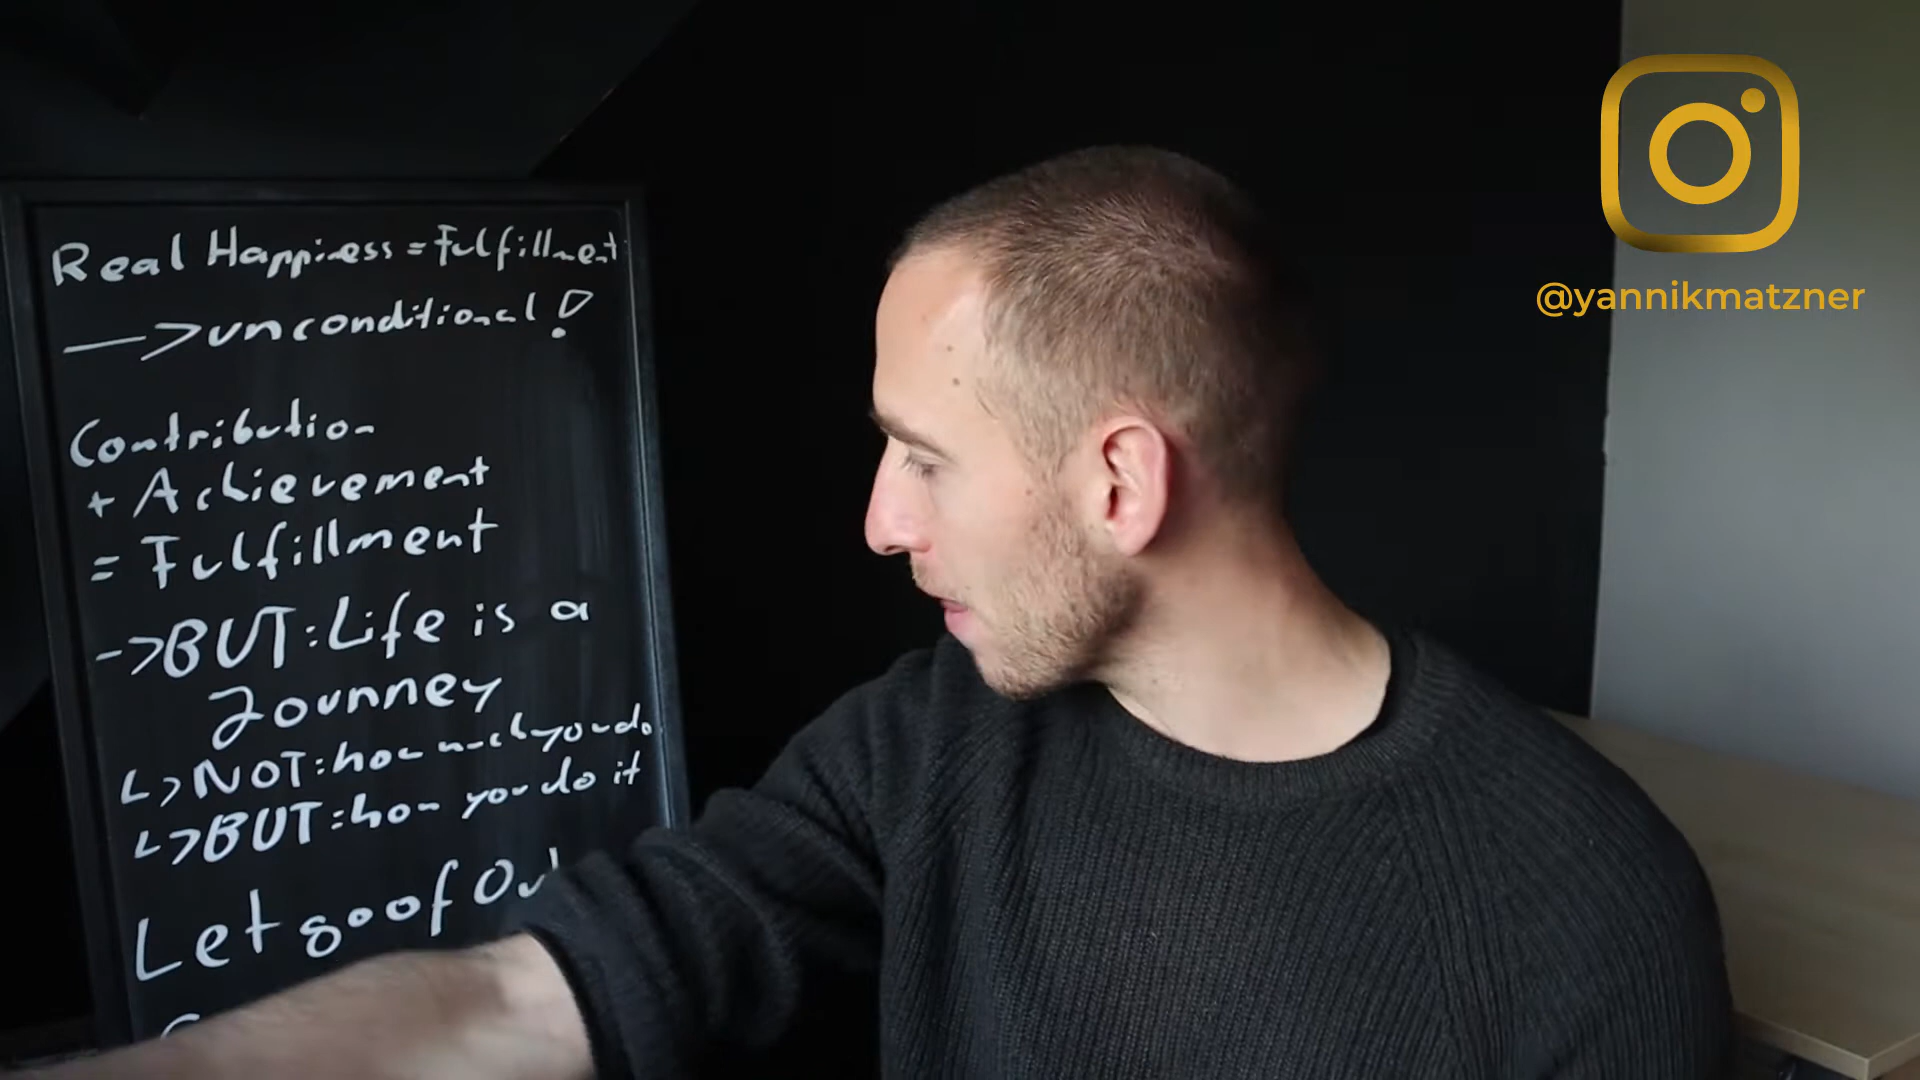 Real Happiness = Fulfillment
—> unconditional!
Contribution
+ Achievement
= Fulfillment
-> BUT: Life is a
Journey
↳> NOT: how much you do
↳> BUT: how you do it
Let go of
@yannikmatzner